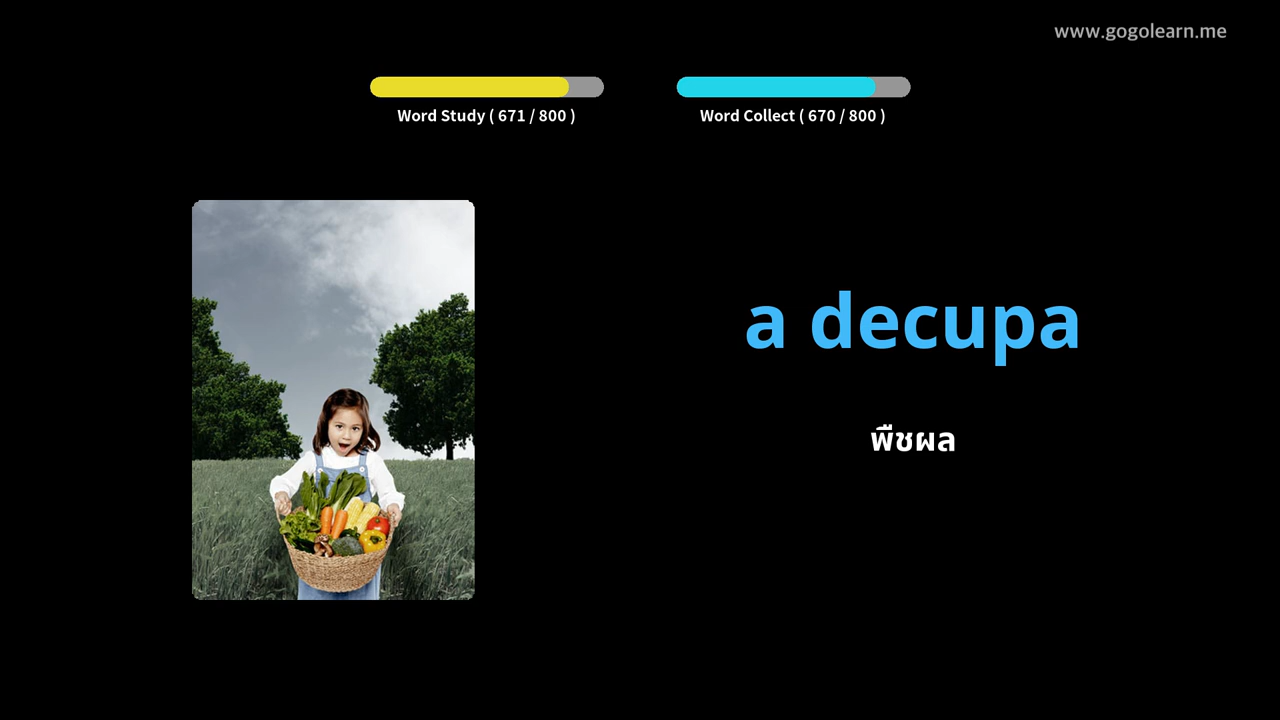 www.gogolearn.me
Word Study ( 671 / 800 )
Word Collect ( 670 / 800 )
a decupa
พืชผล